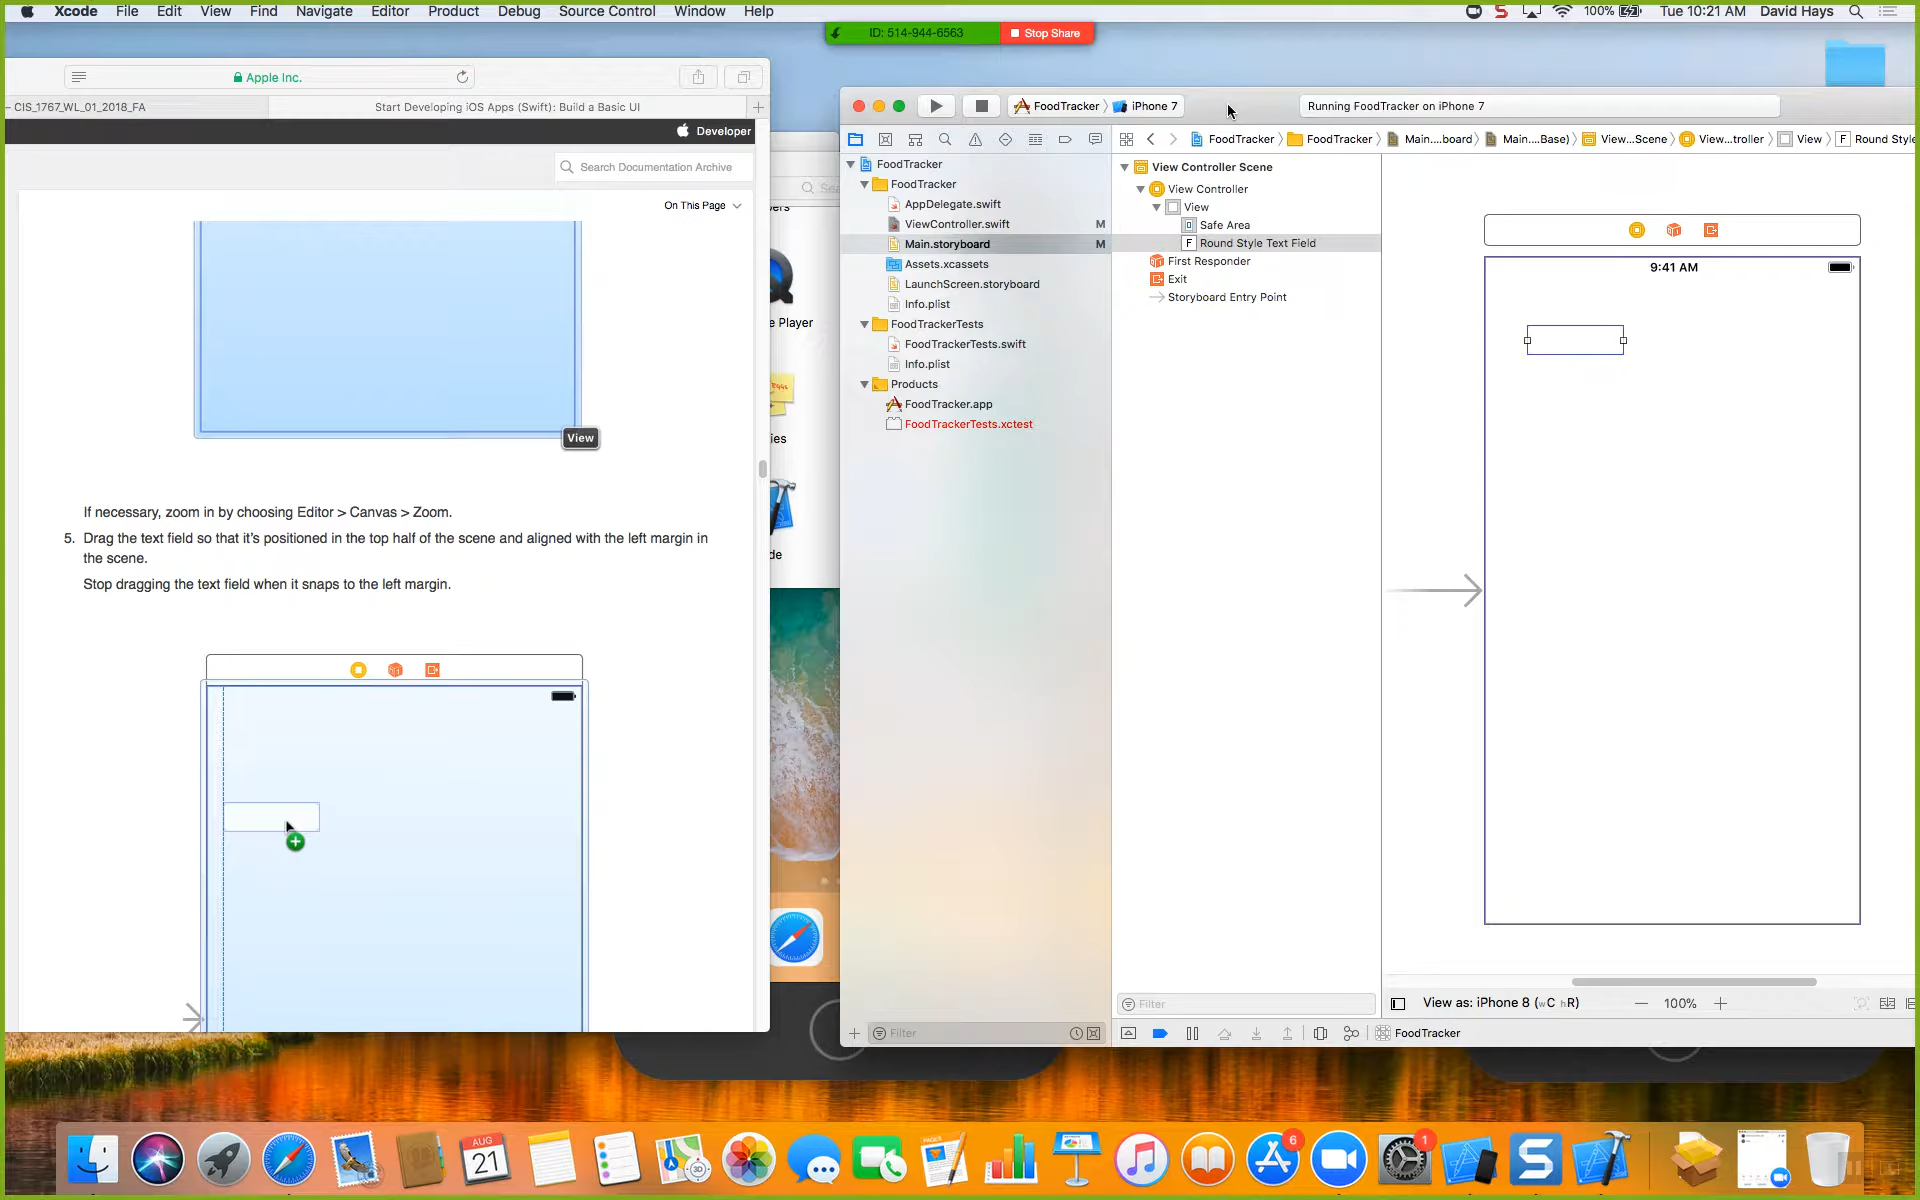 Xcode File Edit View Find Navigate Editor Product Debug Source Control Window Help
100% Tue 10:21 AM David Hays
ID: 514-944-6563 Stop Share
Apple Inc.
CIS_1767_WL_01_2018_FA Start Developing iOS Apps (Swift): Build a Basic UI
Developer
Search Documentation Archive
On This Page
View
If necessary, zoom in by choosing Editor > Canvas > Zoom.
5. Drag the text field so that it's positioned in the top half of the scene and aligned with the left margin in
the scene.
Stop dragging the text field when it snaps to the left margin.
e Player
ies
de
FoodTracker iPhone 7 Running FoodTracker on iPhone 7
FoodTracker FoodTracker Main....board Main....Base) View...Scene View...troller View F Round Style
FoodTracker
FoodTracker
AppDelegate.swift
ViewController.swift M
Main.storyboard M
Assets.xcassets
LaunchScreen.storyboard
Info.plist
FoodTrackerTests
FoodTrackerTests.swift
Info.plist
Products
FoodTracker.app
FoodTrackerTests.xctest
Filter
View Controller Scene
View Controller
View
Safe Area
F Round Style Text Field
First Responder
Exit
Storyboard Entry Point
Filter
9:41 AM
View as: iPhone 8 (wC hR) 100%
FoodTracker
AUG
21
PAGES
3D
6
1